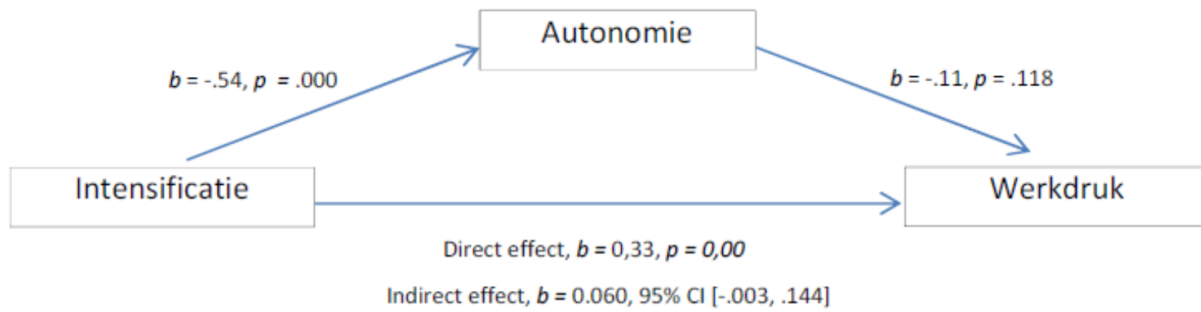 Autonomie
b = -.54, p = .000
b = -.11, p = .118
Intensificatie
Werkdruk
Direct effect, b = 0,33, p = 0,00
Indirect effect, b = 0.060, 95% CI [-.003, .144]